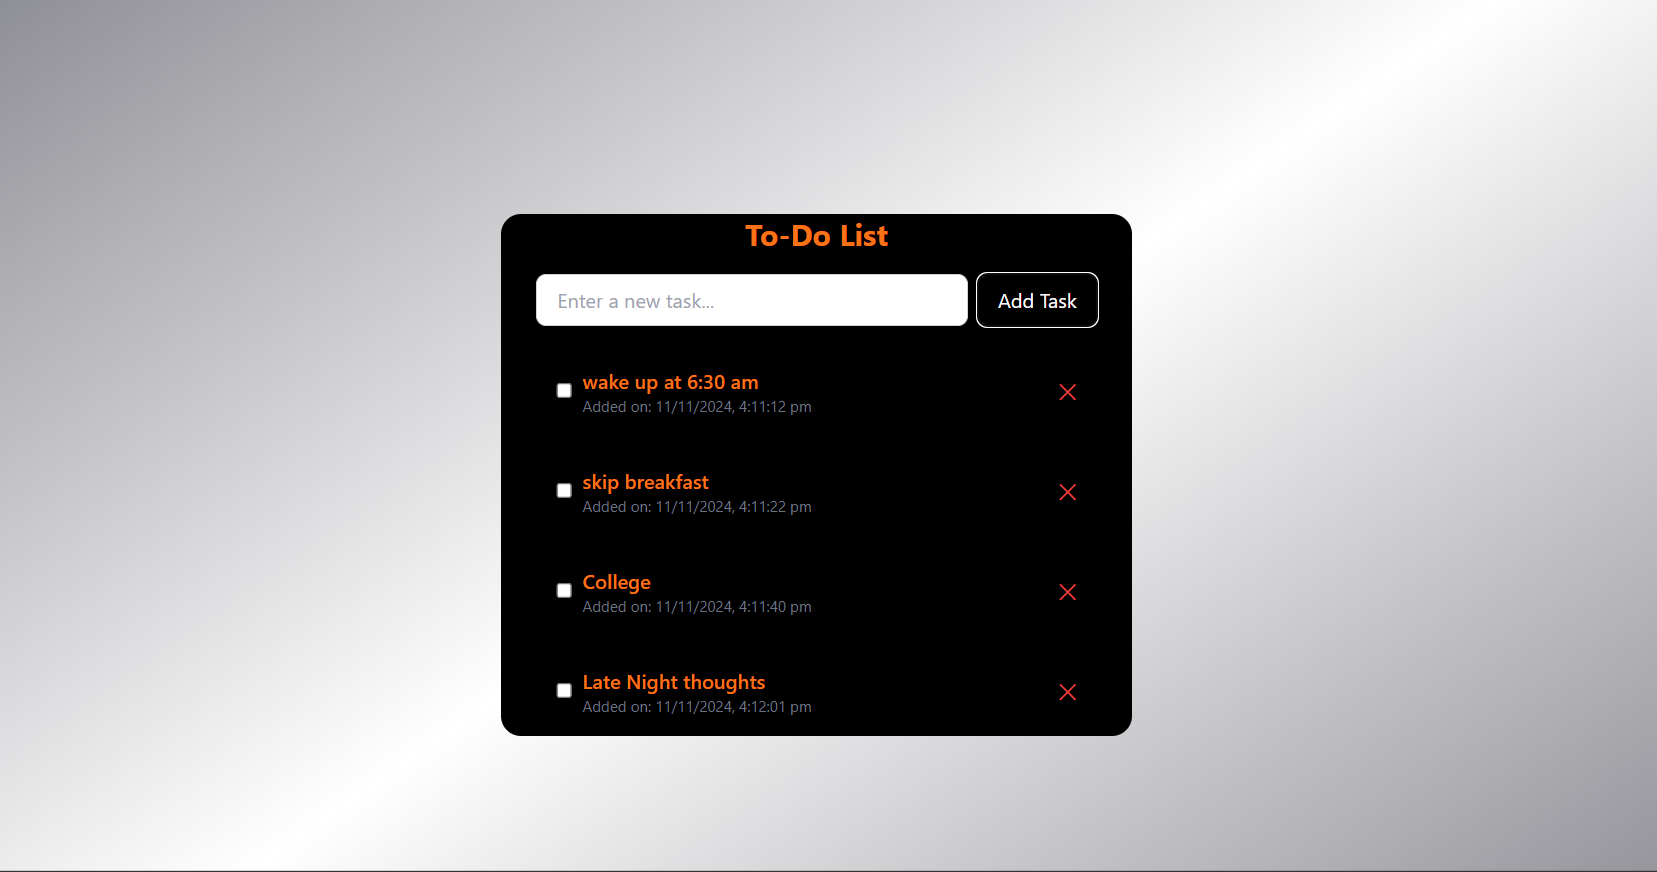 To-Do List
Enter a new task...
Add Task
wake up at 6:30 am
Added on: 11/11/2024, 4:11:12 pm
skip breakfast
Added on: 11/11/2024, 4:11:22 pm
College
Added on: 11/11/2024, 4:11:40 pm
Late Night thoughts
Added on: 11/11/2024, 4:12:01 pm